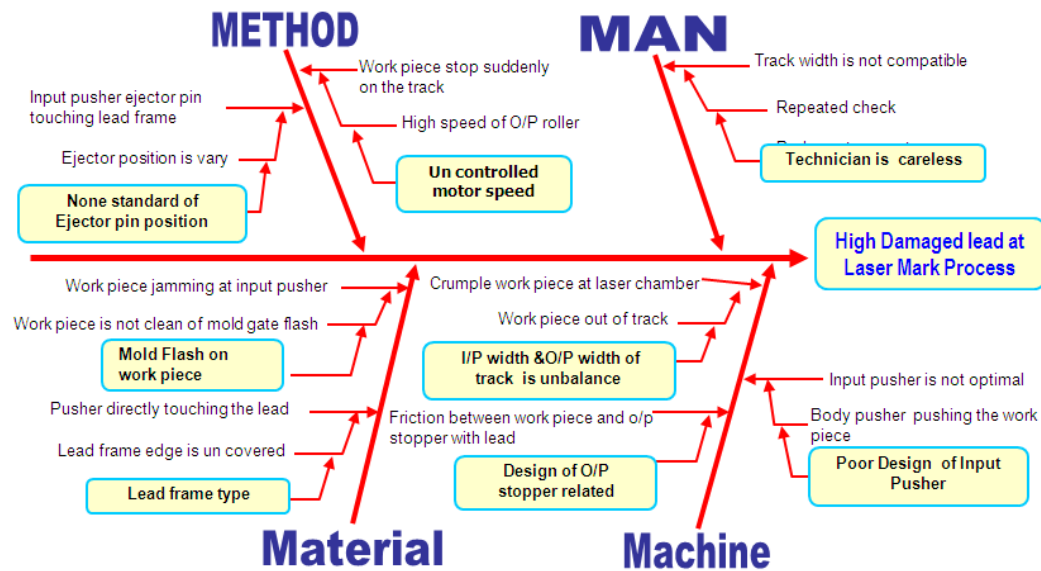 METHOD
MAN
Work piece stop suddenly
on the track
Input pusher ejector pin
touching lead frame
High speed of O/P roller
Ejector position is vary
Un controlled
motor speed
None standard of
Ejector pin position
Track width is not compatible
Repeated check
Technician is careless
High Damaged lead at
Laser Mark Process
Work piece jamming at input pusher
Work piece is not clean of mold gate flash
Mold Flash on
work piece
Pusher directly touching the lead
Lead frame edge is un covered
Lead frame type
Crumple work piece at laser chamber
Work piece out of track
I/P width &O/P width of
track is unbalance
Friction between work piece and o/p
stopper with lead
Design of O/P
stopper related
Input pusher is not optimal
Body pusher pushing the work
piece
Poor Design of Input
Pusher
Material
Machine